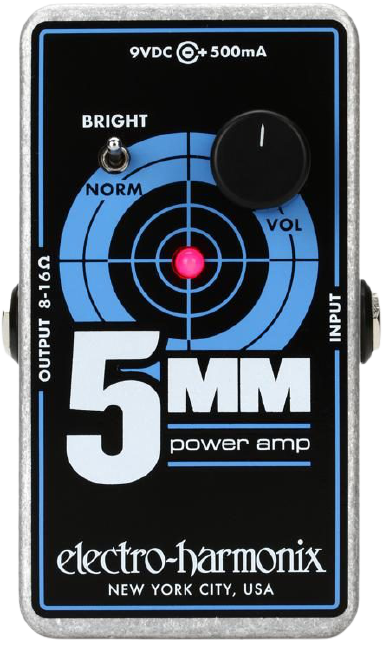 9VDC + 500mA
BRIGHT
NORM
VOL
OUTPUT 8-16Ω
INPUT
5MM
power amp
electro-harmonix
NEW YORK CITY, USA